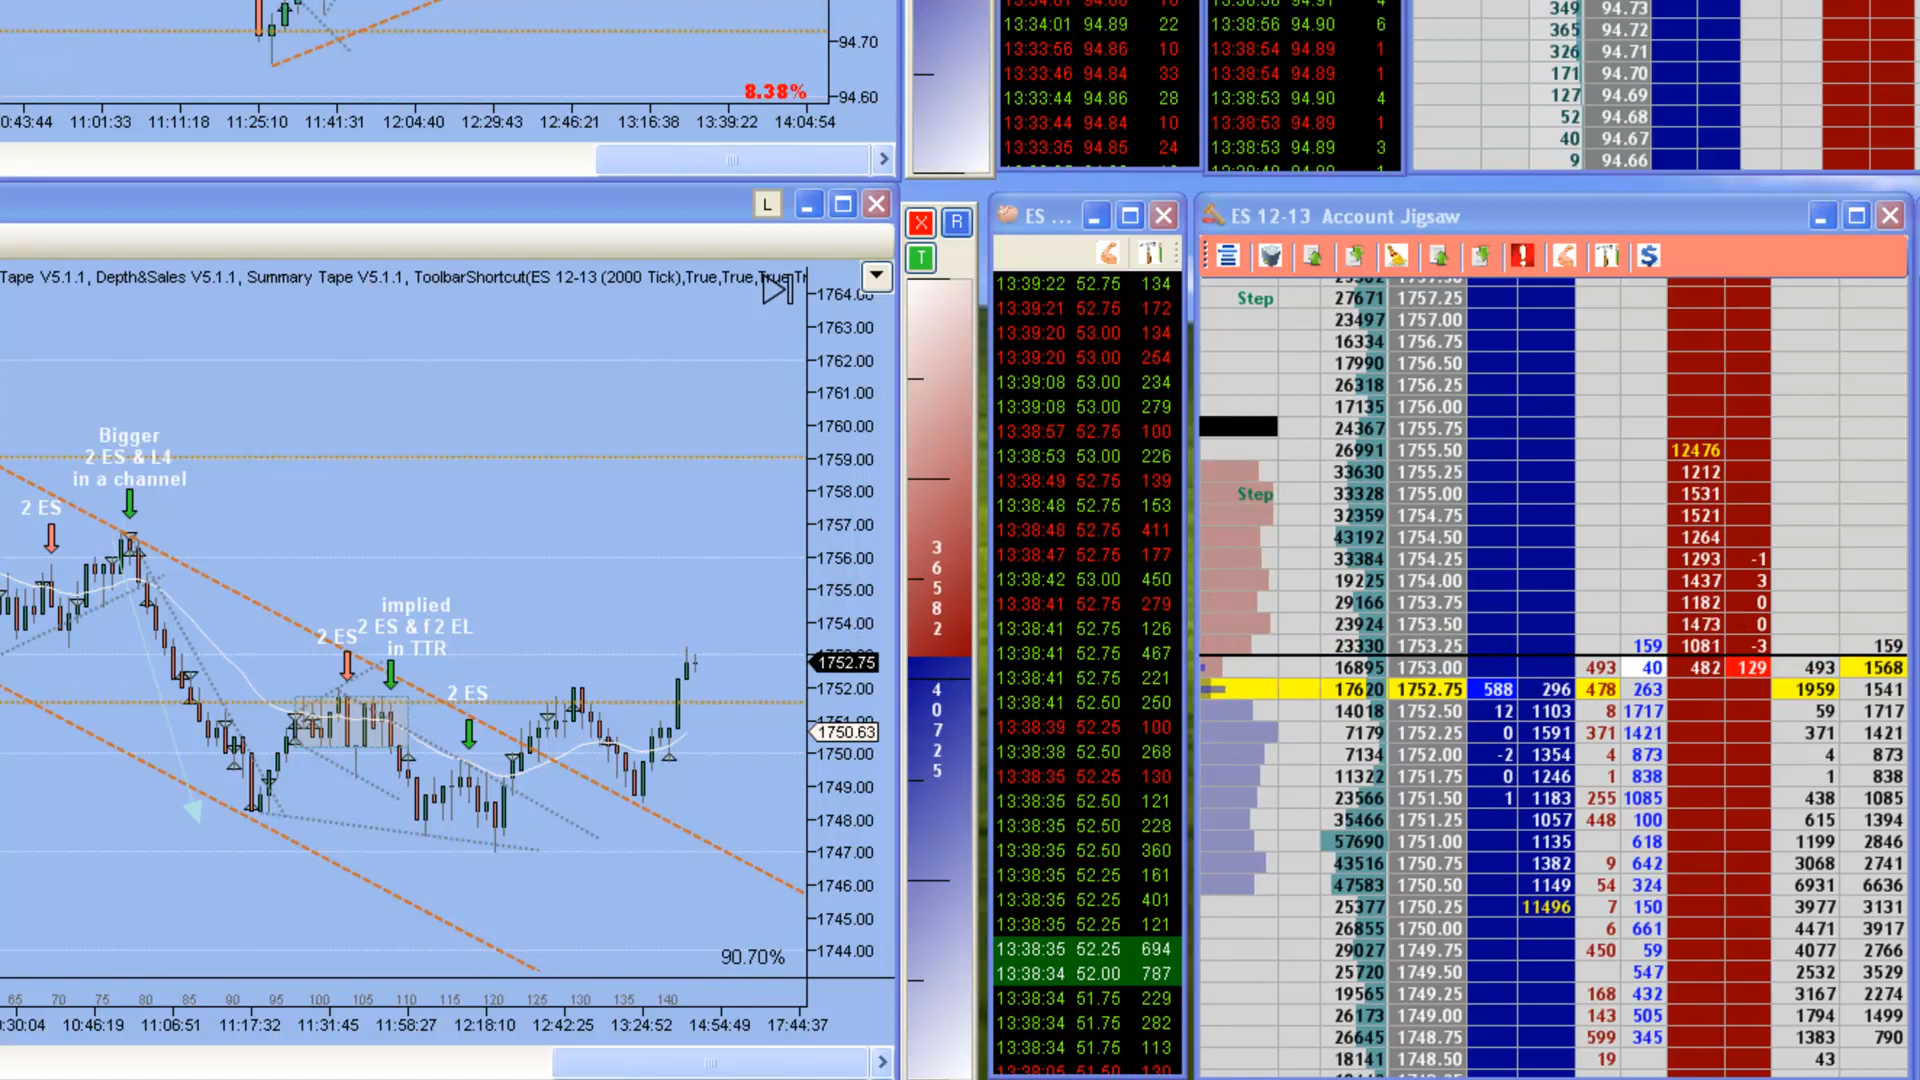 94.70
8.38%
94.60
0:43:44 11:01:33 11:11:18 11:25:10 11:41:31 12:04:40 12:29:43 12:46:21 13:16:38 13:39:22 14:04:54
13:34:01 94.89 22
13:33:56 94.86 10
13:33:46 94.84 33
13:33:44 94.86 28
13:33:44 94.84 10
13:33:35 94.85 24
13:38:56 94.90 6
13:38:54 94.89 1
13:38:54 94.89 1
13:38:53 94.90 4
13:38:53 94.89 1
13:38:53 94.89 3
349 94.73
365 94.72
326 94.71
171 94.70
127 94.69
52 94.68
40 94.67
9 94.66
L
Tape V5.1.1, Depth&Sales V5.1.1, Summary Tape V5.1.1, ToolbarShortcut(ES 12-13 (2000 Tick),True,True,True,Tr
1764.00
1763.00
1762.00
1761.00
1760.00
1759.00
1758.00
1757.00
1756.00
1755.00
1754.00
1753.00
1752.75
1752.00
1751.00
1750.63
1750.00
1749.00
1748.00
1747.00
1746.00
1745.00
1744.00
Bigger
2 ES & L4
in a channel
2 ES
implied
2 ES & f2 EL
in TTR
2 ES
2 ES
90.70%
65 70 75 80 85 90 95 100 105 110 115 120 125 130 135 140
:30:04 10:46:19 11:06:51 11:17:32 11:31:45 11:58:27 12:18:10 12:42:25 13:24:52 14:54:49 17:44:37
X R
T
36582
40725
ES ...
13:39:22 52.75 134
13:39:21 52.75 172
13:39:20 53.00 134
13:39:20 53.00 254
13:39:08 53.00 234
13:39:08 53.00 279
13:38:57 52.75 100
13:38:53 53.00 226
13:38:49 52.75 139
13:38:48 52.75 153
13:38:48 52.75 411
13:38:47 52.75 177
13:38:42 53.00 450
13:38:41 52.75 279
13:38:41 52.75 126
13:38:41 52.75 467
13:38:41 52.75 221
13:38:41 52.50 250
13:38:39 52.25 100
13:38:38 52.50 268
13:38:35 52.25 130
13:38:35 52.50 121
13:38:35 52.50 228
13:38:35 52.50 360
13:38:35 52.25 161
13:38:35 52.25 401
13:38:35 52.25 121
13:38:35 52.25 694
13:38:34 52.00 787
13:38:34 51.75 229
13:38:34 51.75 282
13:38:34 51.75 113
13:38:05 51.50 130
ES 12-13 Account Jigsaw
Step 27671 1757.25
23497 1757.00
16334 1756.75
17990 1756.50
26318 1756.25
17135 1756.00
24367 1755.75
26991 1755.50 12476
33630 1755.25 1212
Step 33328 1755.00 1531
32359 1754.75 1521
43192 1754.50 1264
33384 1754.25 1293 -1
19225 1754.00 1437 3
29166 1753.75 1182 0
23924 1753.50 1473 0
23330 1753.25 159 1081 -3 159
16895 1753.00 493 40 482 129 493 1568
17620 1752.75 588 296 478 263 1959 1541
14018 1752.50 12 1103 8 1717 59 1717
7179 1752.25 0 1591 371 1421 371 1421
7134 1752.00 -2 1354 4 873 4 873
11322 1751.75 0 1246 1 838 1 838
23566 1751.50 1 1183 255 1085 438 1085
35466 1751.25 1057 448 100 615 1394
57690 1751.00 1135 618 1199 2846
43516 1750.75 1382 9 642 3068 2741
47583 1750.50 1149 54 324 6931 6636
25377 1750.25 11496 7 150 3977 3131
26855 1750.00 6 661 4471 3917
29027 1749.75 450 59 4077 2766
25720 1749.50 547 2532 3529
19565 1749.25 168 432 3167 2274
26173 1749.00 143 505 1794 1499
26645 1748.75 599 345 1383 790
18141 1748.50 19 43